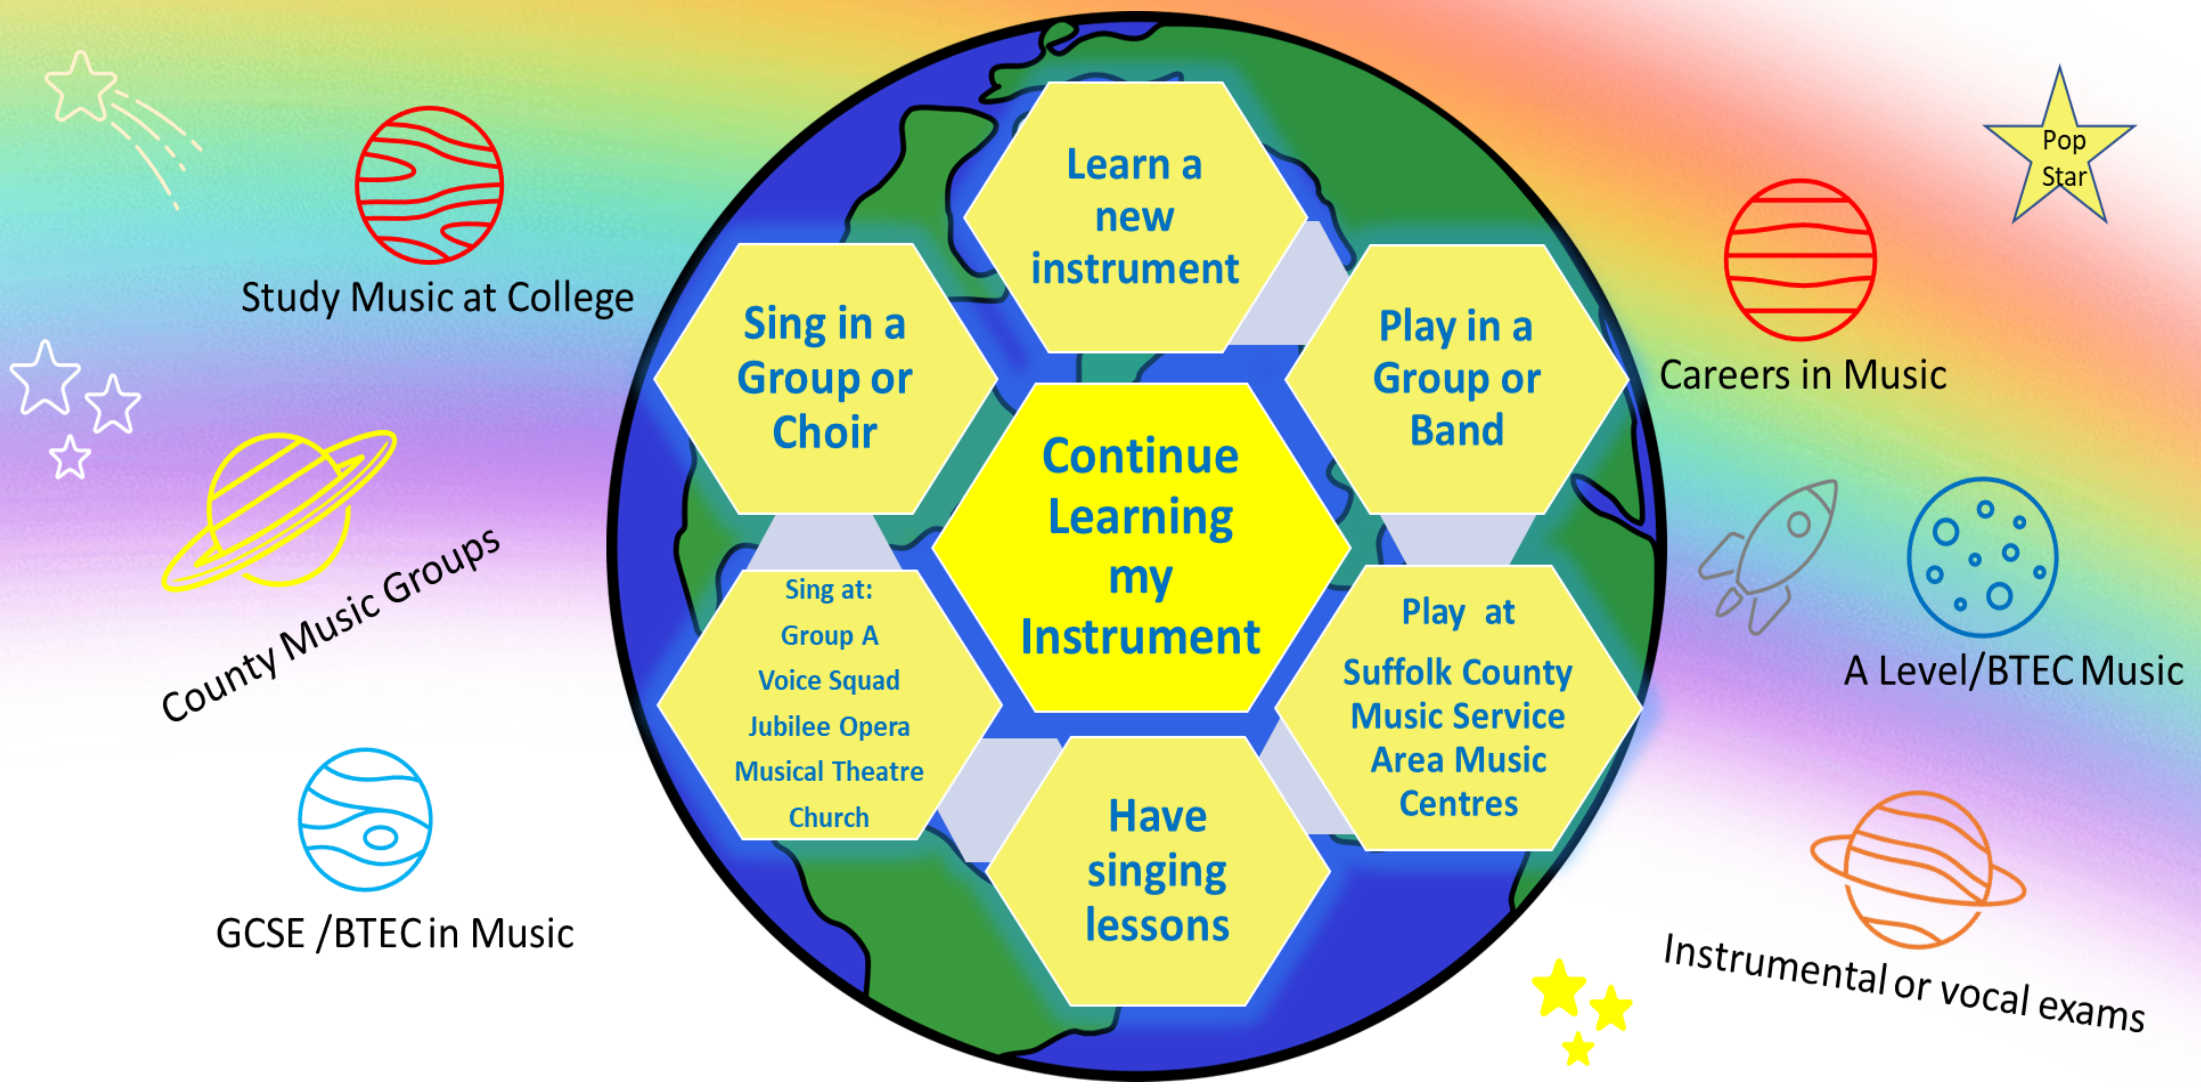 Study Music at College
County Music Groups
GCSE /BTEC in Music
Learn a
new
instrument
Sing in a
Group or
Choir
Play in a
Group or
Band
Continue
Learning
my
Instrument
Sing at:
Group A
Voice Squad
Jubilee Opera
Musical Theatre
Church
Play at
Suffolk County
Music Service
Area Music
Centres
Have
singing
lessons
Pop
Star
Careers in Music
A Level/BTEC Music
Instrumental or vocal exams